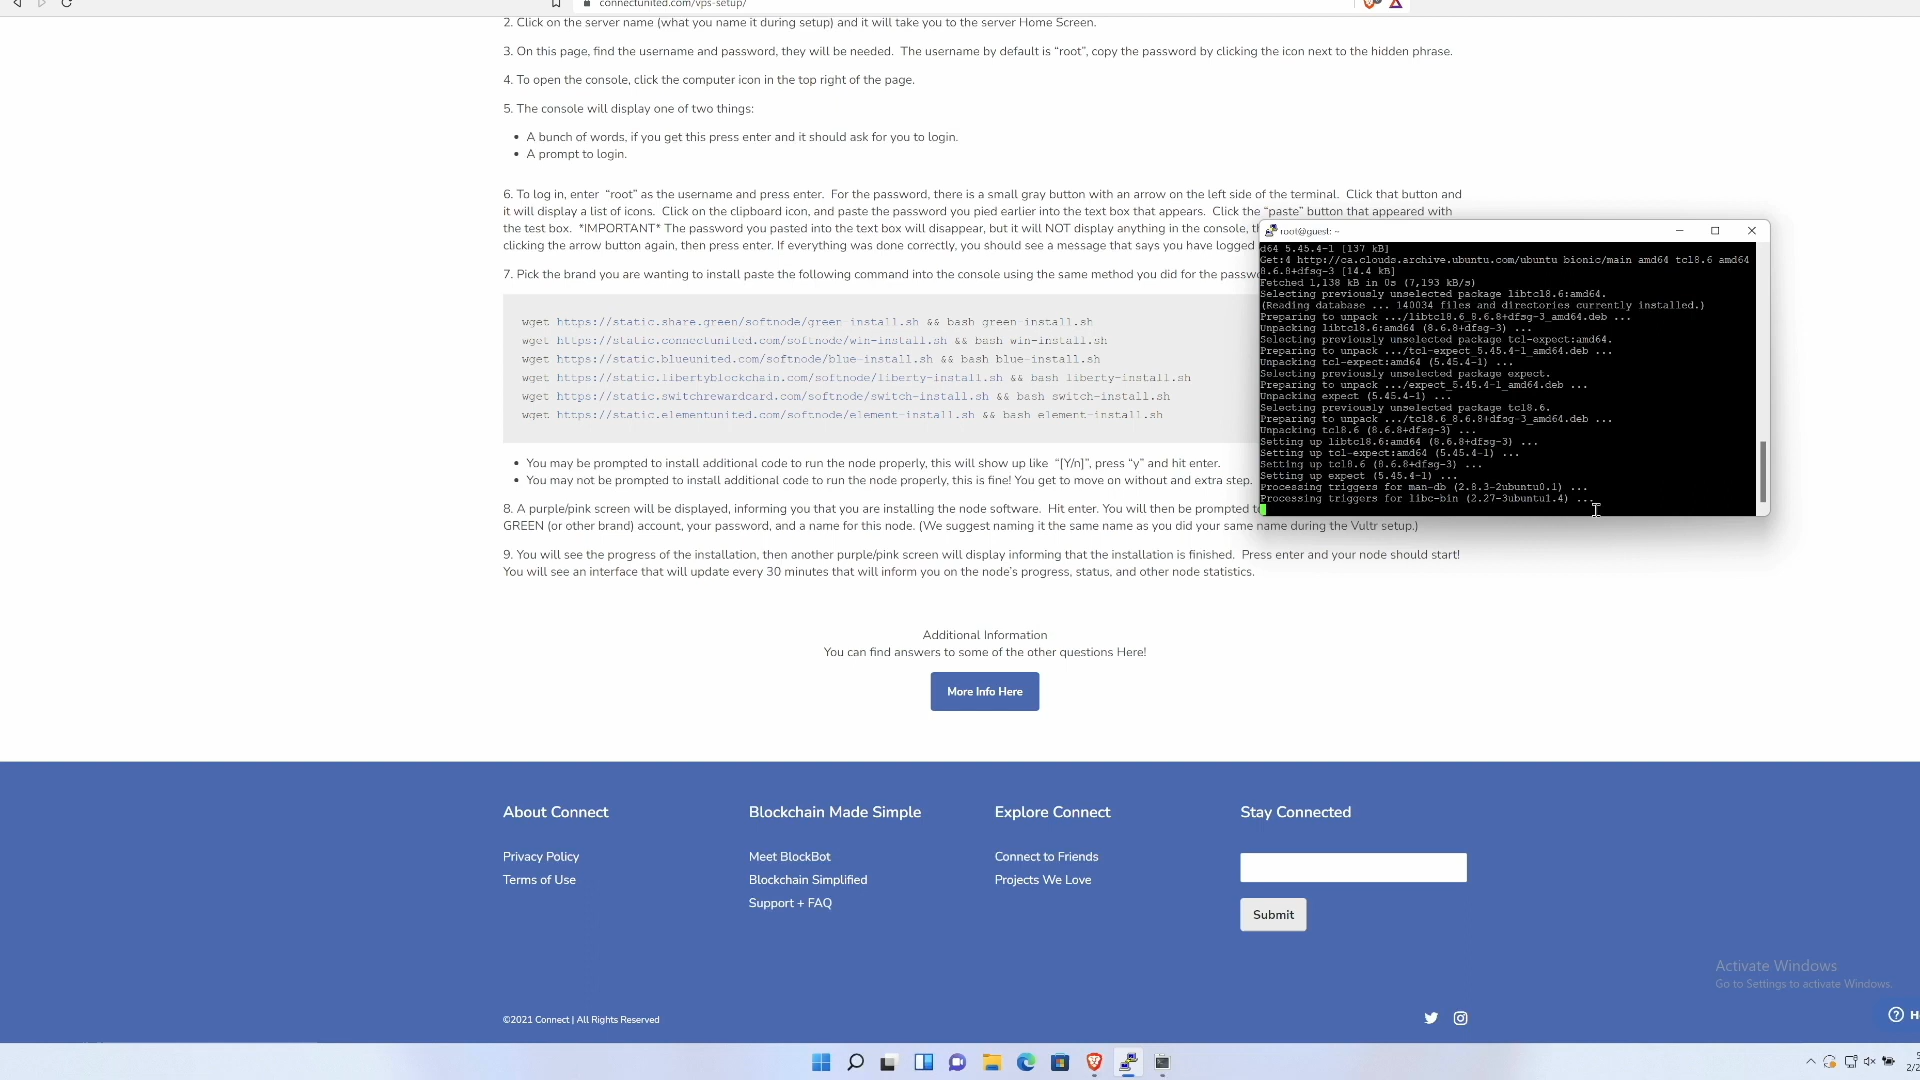 connectunited.com/vps-setup/
2. Click on the server name (what you name it during setup) and it will take you to the server Home Screen.
3. On this page, find the username and password, they will be needed.  The username by default is “root”, copy the password by clicking the icon next to the hidden phrase.
4. To open the console, click the computer icon in the top right of the page.
5. The console will display one of two things:
• A bunch of words, if you get this press enter and it should ask for you to login.
• A prompt to login.
6. To log in, enter  “root” as the username and press enter.  For the password, there is a small gray button with an arrow on the left side of the terminal.  Click that button and
it will display a list of icons.  Click on the clipboard icon, and paste the password you pied earlier into the text box that appears.  Click the “paste” button that appeared with
the test box.  *IMPORTANT* The password you pasted into the text box will disappear, but it will NOT display anything in the console,
clicking the arrow button again, then press enter. If everything was done correctly, you should see a message that says you have logged
7. Pick the brand you are wanting to install paste the following command into the console using the same method you did for the
wget https://static.share.green/softnode/green-install.sh && bash green-install.sh
wget https://static.connectunited.com/softnode/win-install.sh && bash win-install.sh
wget https://static.blueunited.com/softnode/blue-install.sh && bash blue-install.sh
wget https://static.libertyblockchain.com/softnode/liberty-install.sh && bash liberty-install.sh
wget https://static.switchrewardcard.com/softnode/switch-install.sh && bash switch-install.sh
wget https://static.elementunited.com/softnode/element-install.sh && bash element-install.sh
• You may be prompted to install additional code to run the node properly, this will show up like  “[Y/n]”, press “y” and hit enter.
• You may not be prompted to install additional code to run the node properly, this is fine! You get to move on without and extra step.
8. A purple/pink screen will be displayed, informing you that you are installing the node software.  Hit enter. You will then be prompted
GREEN (or other brand) account, your password, and a name for this node. (We suggest naming it the same name as you did your same name during the Vultr setup.)
9. You will see the progress of the installation, then another purple/pink screen will display informing that the installation is finished.  Press enter and your node should start!
You will see an interface that will update every 30 minutes that will inform you on the node’s progress, status, and other node statistics.
root@guest: ~
d64 5.45.4-1 [137 kB]
Get:4 http://ca.clouds.archive.ubuntu.com/ubuntu bionic/main amd64 tcl8.6 amd64
8.6.8+dfsg-3 [14.4 kB]
Fetched 1,138 kB in 0s (7,193 kB/s)
Selecting previously unselected package libtcl8.6:amd64.
(Reading database ... 140034 files and directories currently installed.)
Preparing to unpack .../libtcl8.6_8.6.8+dfsg-3_amd64.deb ...
Unpacking libtcl8.6:amd64 (8.6.8+dfsg-3) ...
Selecting previously unselected package tcl-expect:amd64.
Preparing to unpack .../tcl-expect_5.45.4-1_amd64.deb ...
Unpacking tcl-expect:amd64 (5.45.4-1) ...
Selecting previously unselected package expect.
Preparing to unpack .../expect_5.45.4-1_amd64.deb ...
Unpacking expect (5.45.4-1) ...
Selecting previously unselected package tcl8.6.
Preparing to unpack .../tcl8.6_8.6.8+dfsg-3_amd64.deb ...
Unpacking tcl8.6 (8.6.8+dfsg-3) ...
Setting up libtcl8.6:amd64 (8.6.8+dfsg-3) ...
Setting up tcl-expect:amd64 (5.45.4-1) ...
Setting up tcl8.6 (8.6.8+dfsg-3) ...
Setting up expect (5.45.4-1) ...
Processing triggers for man-db (2.8.3-2ubuntu0.1) ...
Processing triggers for libc-bin (2.27-3ubuntu1.4) ...
Additional Information
You can find answers to some of the other questions Here!
More Info Here
About Connect
Privacy Policy
Terms of Use
Blockchain Made Simple
Meet BlockBot
Blockchain Simplified
Support + FAQ
Explore Connect
Connect to Friends
Projects We Love
Stay Connected
Submit
Activate Windows
Go to Settings to activate Windows.
©2021 Connect | All Rights Reserved